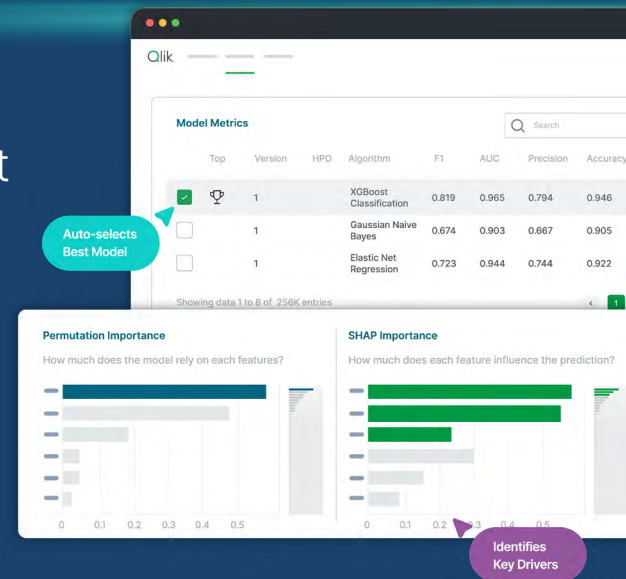 Qlik
t
Model Metrics
Search
Top Version HPO Algorithm F1 AUC Precision Accuracy
1 XGBoost
Classification 0.819 0.965 0.794 0.946
1 Gaussian Naive
Bayes 0.674 0.903 0.667 0.905
1 Elastic Net
Regression 0.723 0.944 0.744 0.922
Auto-selects
Best Model
Showing data 1 to 8 of 256K entries
< 1
Permutation Importance
How much does the model rely on each features?
0 0.1 0.2 0.3 0.4 0.5
SHAP Importance
How much does each feature influence the prediction?
0 0.1 0.2 0.3 0.4 0.5
Identifies
Key Drivers